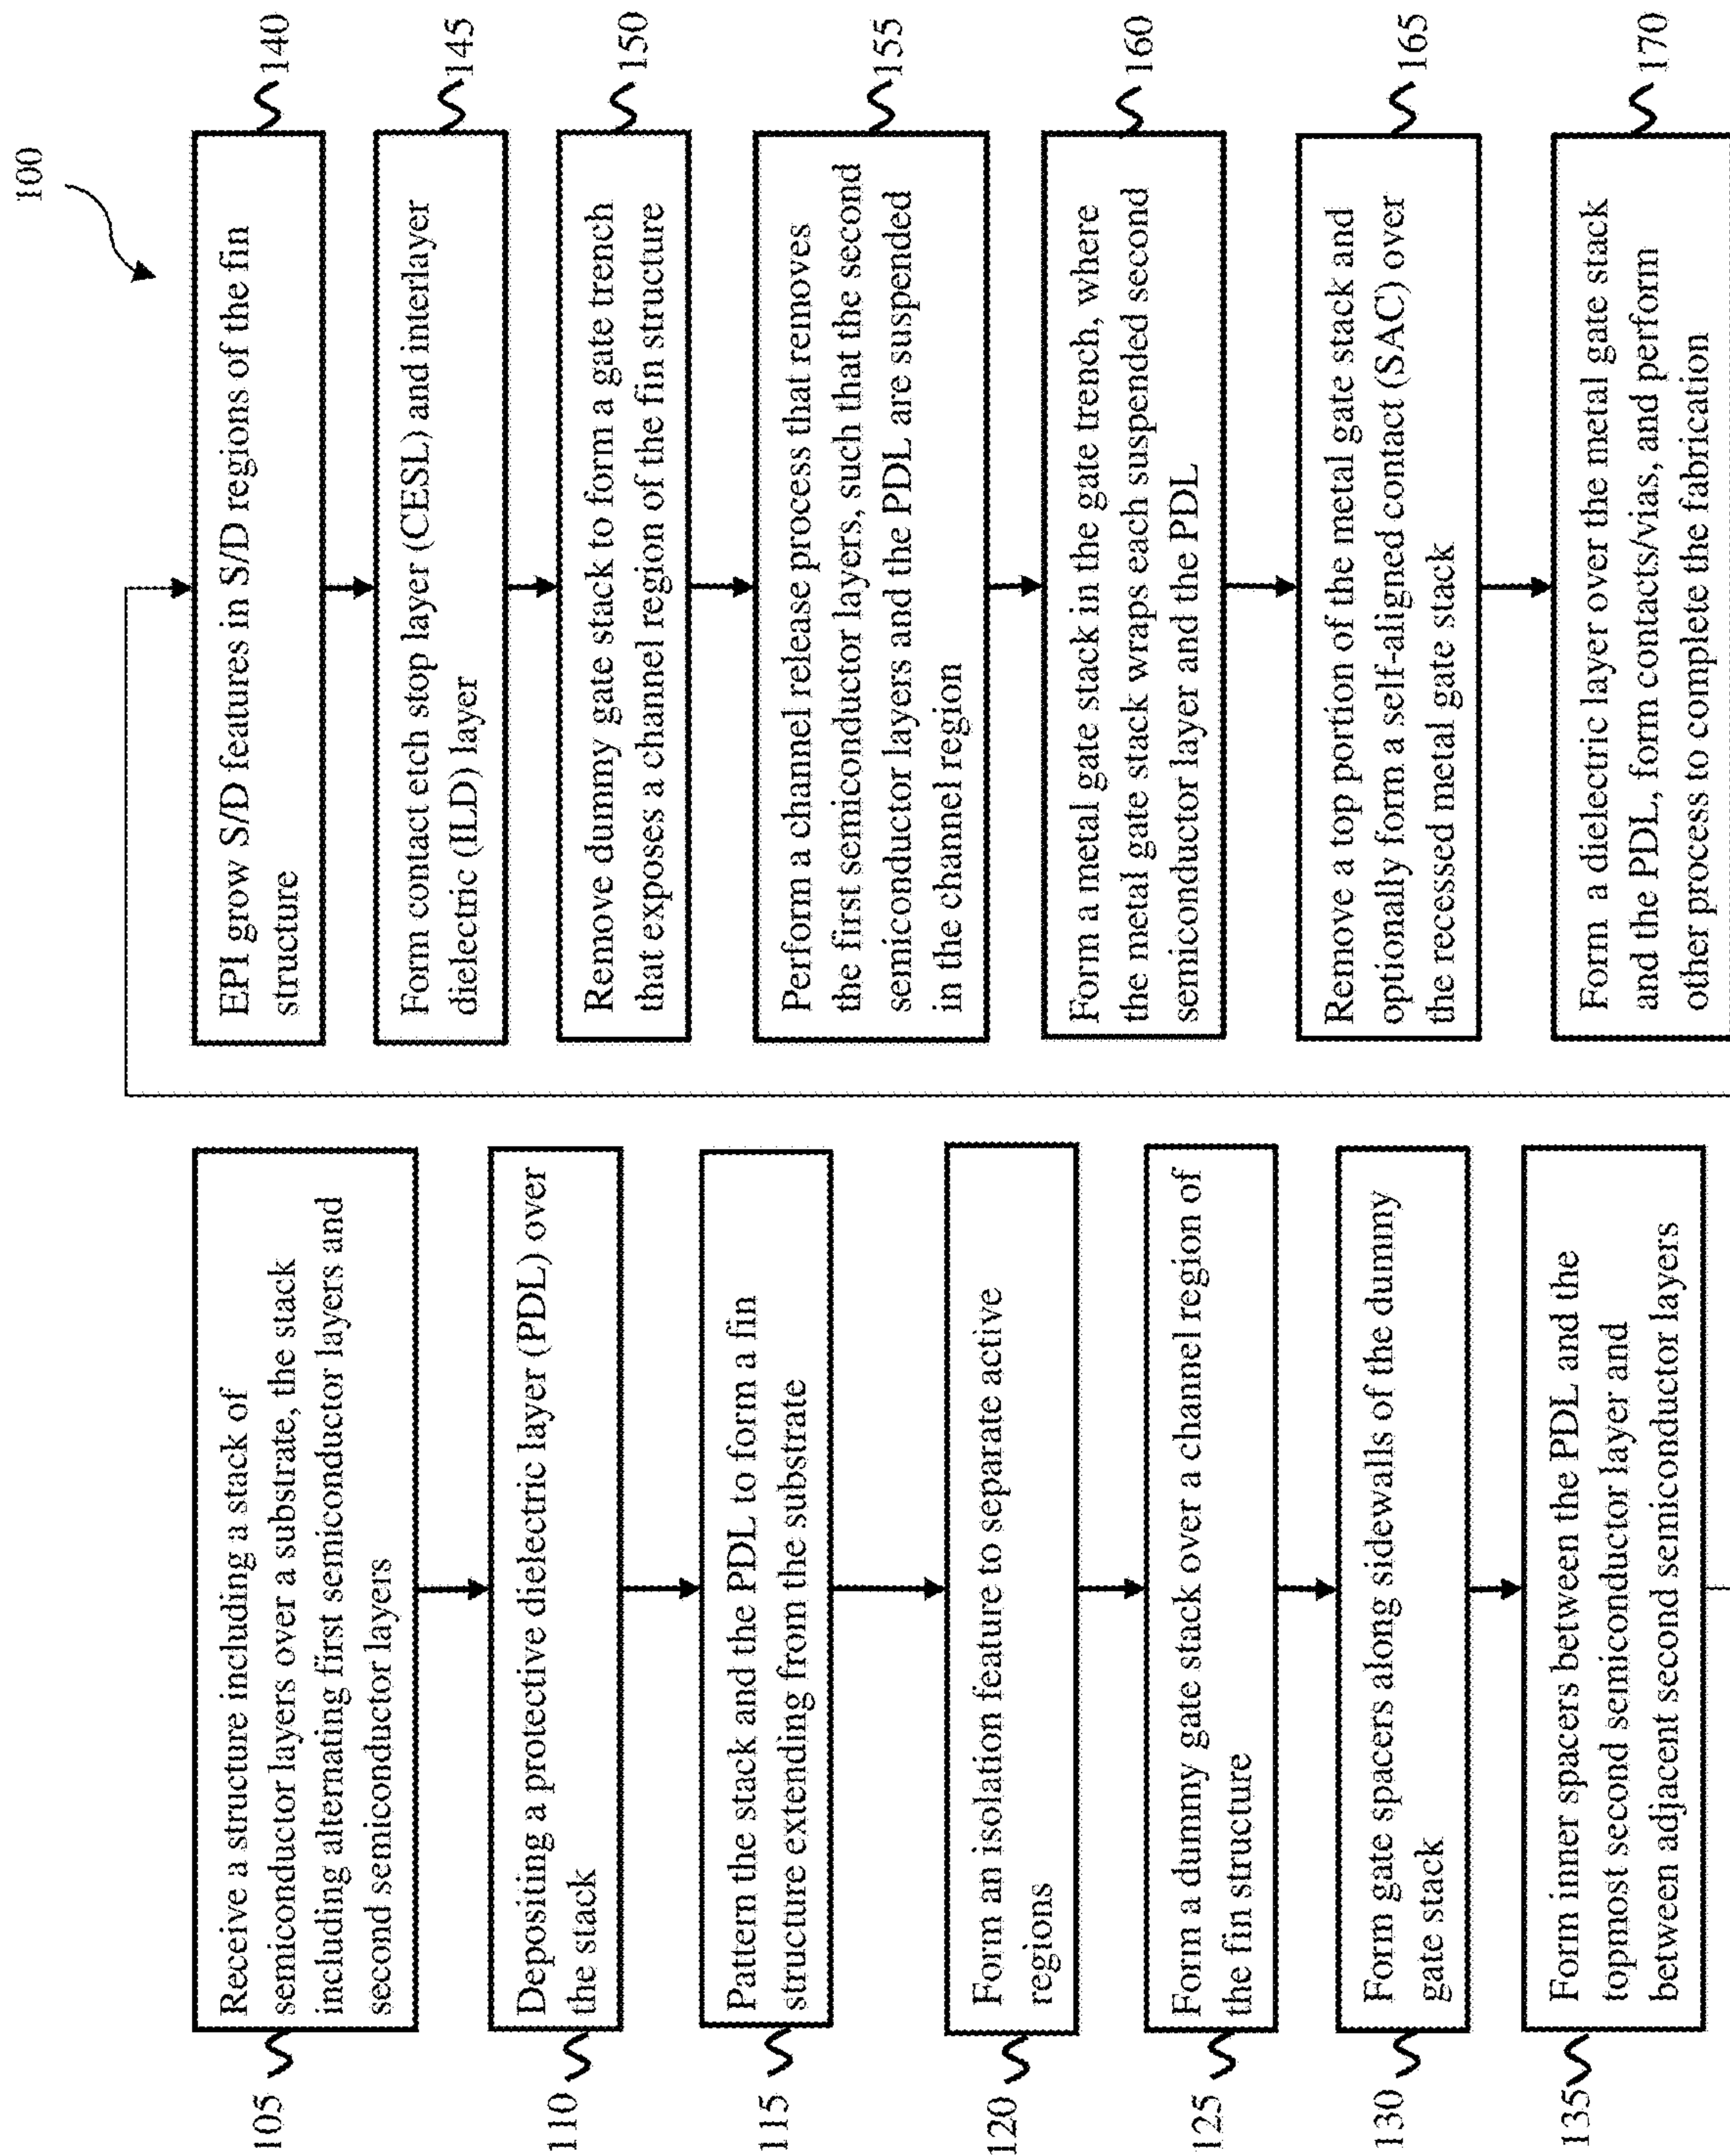 100
105
Receive a structure including a stack of
semiconductor layers over a substrate, the stack
including alternating first semiconductor layers and
second semiconductor layers
110
Depositing a protective dielectric layer (PDL) over
the stack
115
Pattern the stack and the PDL to form a fin
structure extending from the substrate
120
Form an isolation feature to separate active
regions
125
Form a dummy gate stack over a channel region of
the fin structure
130
Form gate spacers along sidewalls of the dummy
gate stack
135
Form inner spacers between the PDL and the
topmost second semiconductor layer and
between adjacent second semiconductor layers
140
EPI grow S/D features in S/D regions of the fin
structure
145
Form contact etch stop layer (CESL) and interlayer
dielectric (ILD) layer
150
Remove dummy gate stack to form a gate trench
that exposes a channel region of the fin structure
155
Perform a channel release process that removes
the first semiconductor layers, such that the second
semiconductor layers and the PDL are suspended
in the channel region
160
Form a metal gate stack in the gate trench, where
the metal gate stack wraps each suspended second
semiconductor layer and the PDL
165
Remove a top portion of the metal gate stack and
optionally form a self-aligned contact (SAC) over
the recessed metal gate stack
170
Form a dielectric layer over the metal gate stack
and the PDL, form contacts/vias, and perform
other process to complete the fabrication